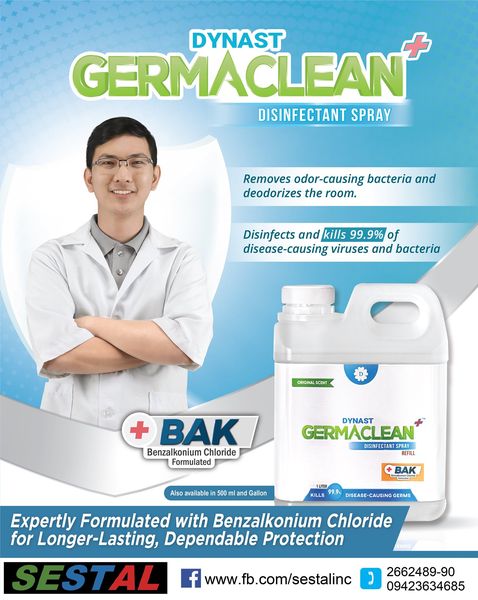 DYNAST
GERMACLEAN+
DISINFECTANT SPRAY
Removes odor-causing bacteria and
deodorizes the room.
Disinfects and kills 99.9% of
disease-causing viruses and bacteria
+ BAK
Benzalkonium Chloride
Formulated
ORIGINAL SCENT
D
DYNAST
GERMACLEAN+
DISINFECTANT SPRAY
REFILL
+ BAK
1 LITER
KILLS 99.9% DISEASE-CAUSING GERMS
Also available in 500 ml and Gallon
Expertly Formulated with Benzalkonium Chloride
for Longer-Lasting, Dependable Protection
SESTAL
f www.fb.com/sestalinc
2662489-90
09423634685